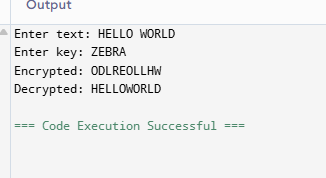 Output
Enter text: HELLO WORLD
Enter key: ZEBRA
Encrypted: ODLREOLLHW
Decrypted: HELLOWORLD
=== Code Execution Successful ===